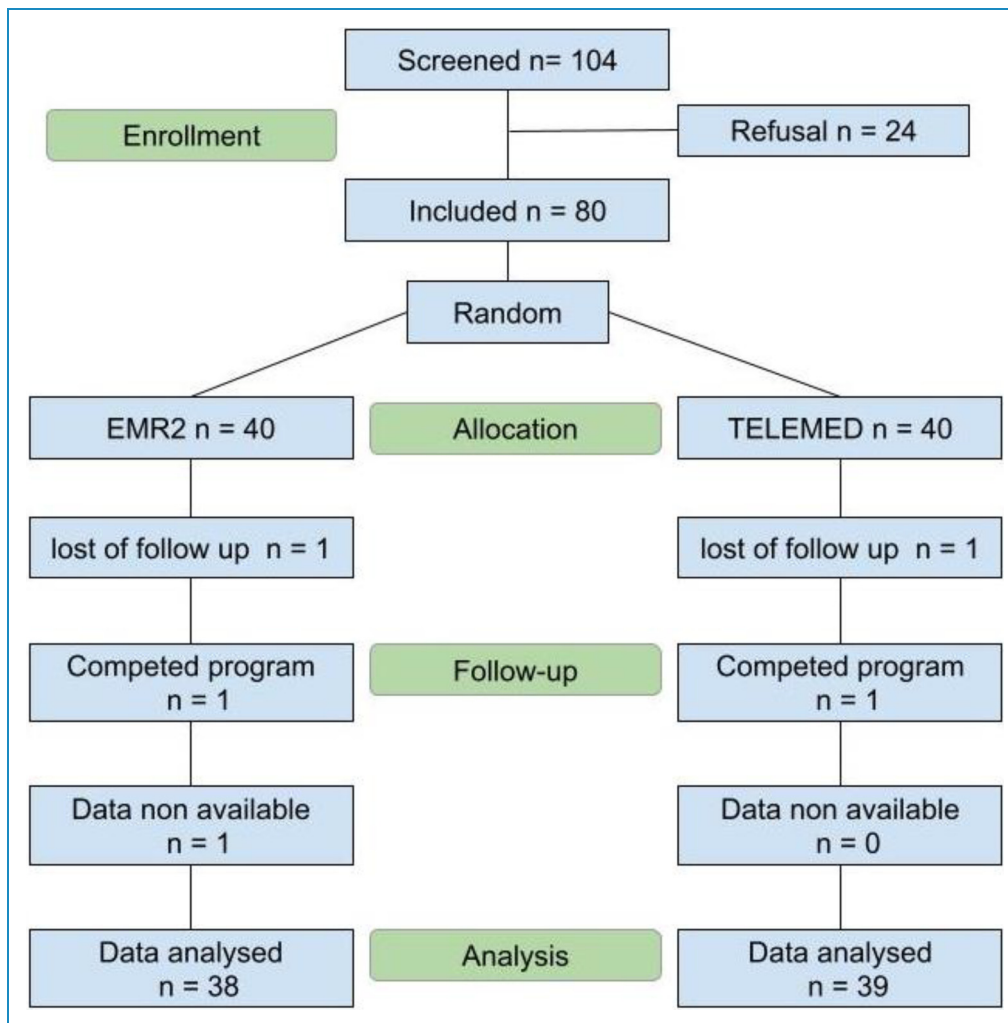 Screened n= 104
Enrollment
Refusal n = 24
Included n = 80
Random
EMR2 n = 40
Allocation
TELEMED n = 40
lost of follow up n = 1
lost of follow up n = 1
Competed program
n = 1
Follow-up
Competed program
n = 1
Data non available
n = 1
Data non available
n = 0
Data analysed
n = 38
Analysis
Data analysed
n = 39